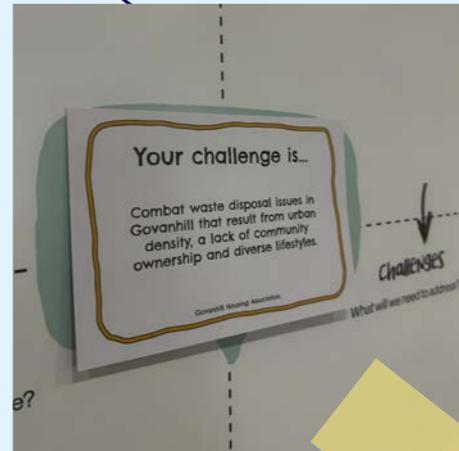 Your challenge is...
Combat waste disposal issues in
Govanhill that result from urban
density, a lack of community
ownership and diverse lifestyles.
Govanhill Housing Association
Challenges
What will we need to address?
e?